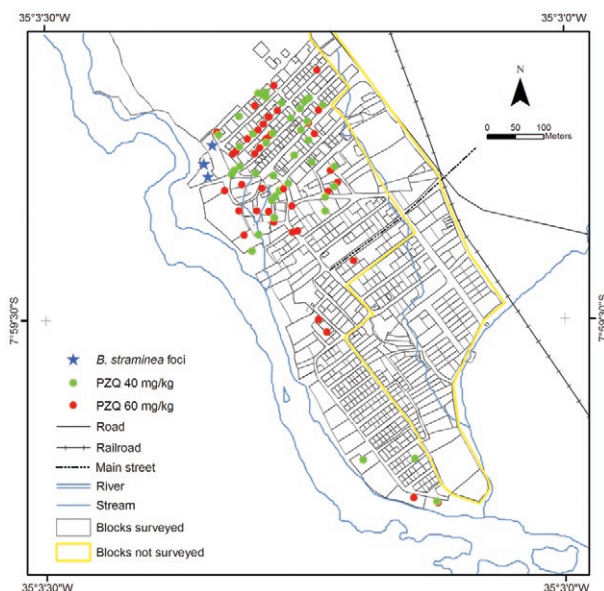 35°3'30"W
35°3'0"W
N
0 50 100
Meters
7°59'30"S
7°59'30"S
B. straminea foci
PZQ 40 mg/kg
PZQ 60 mg/kg
Road
Railroad
Main street
River
Stream
Blocks surveyed
Blocks not surveyed
35°3'30"W
35°3'0"W